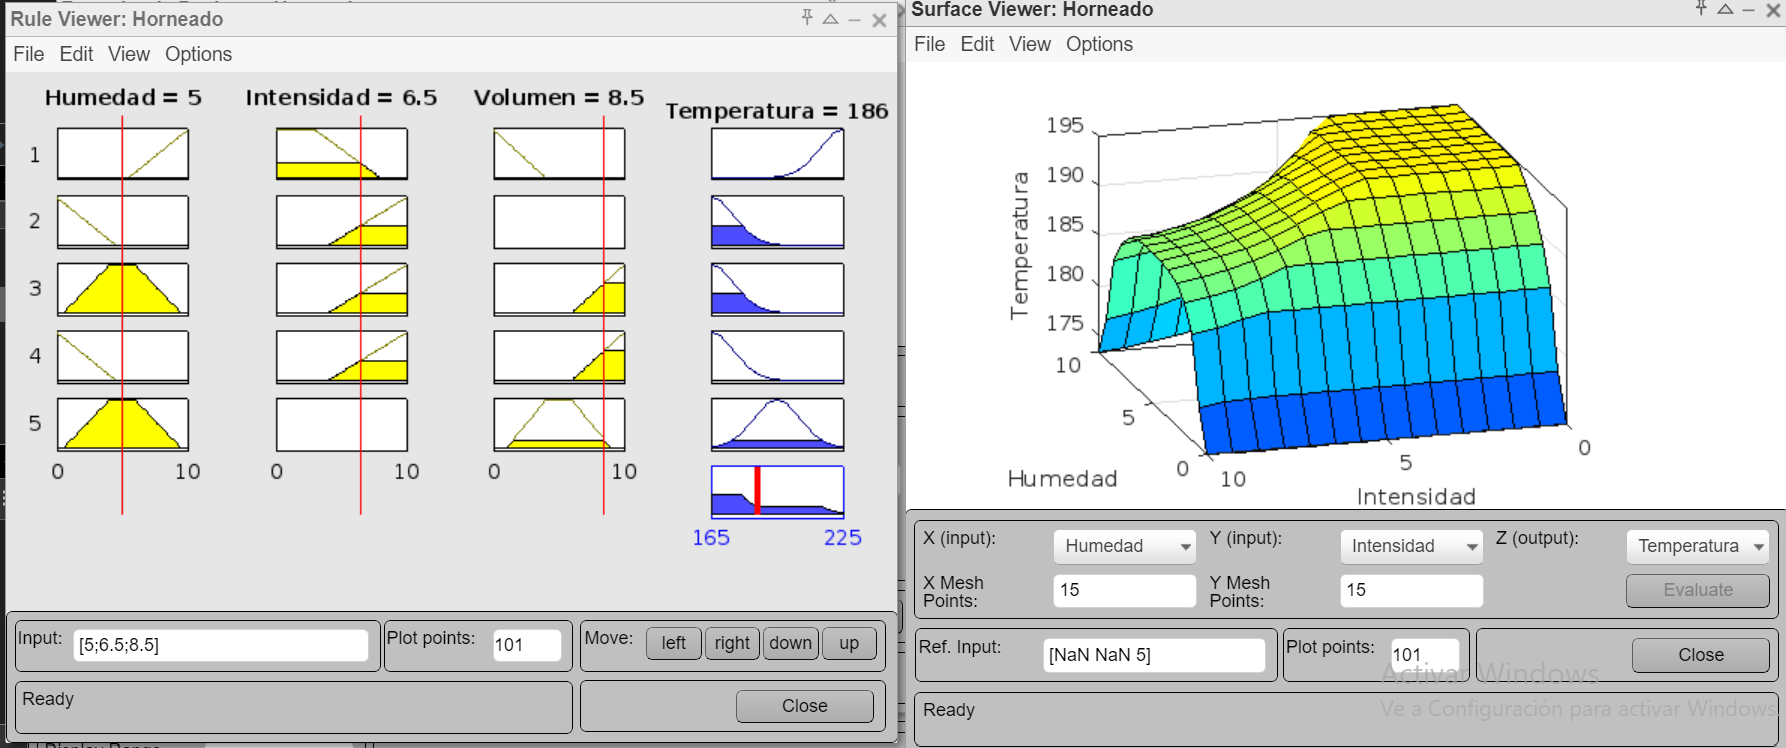 Rule Viewer: Horneado
File Edit View Options
Humedad = 5
Intensidad = 6.5
Volumen = 8.5
Temperatura = 186
1
2
3
4
5
0 10
0 10
0 10
165 225
Input: [5;6.5;8.5]
Plot points: 101
Move: left right down up
Ready
Close
Surface Viewer: Horneado
File Edit View Options
195
190
185
180
175
Temperatura
10
5
0
Humedad
10
5
0
Intensidad
X (input): Humedad
Y (input): Intensidad
Z (output): Temperatura
X Mesh Points: 15
Y Mesh Points: 15
Evaluate
Ref. Input: [NaN NaN 5]
Plot points: 101
Close
Ready
Activar Windows
Ve a Configuración para activar Windows.